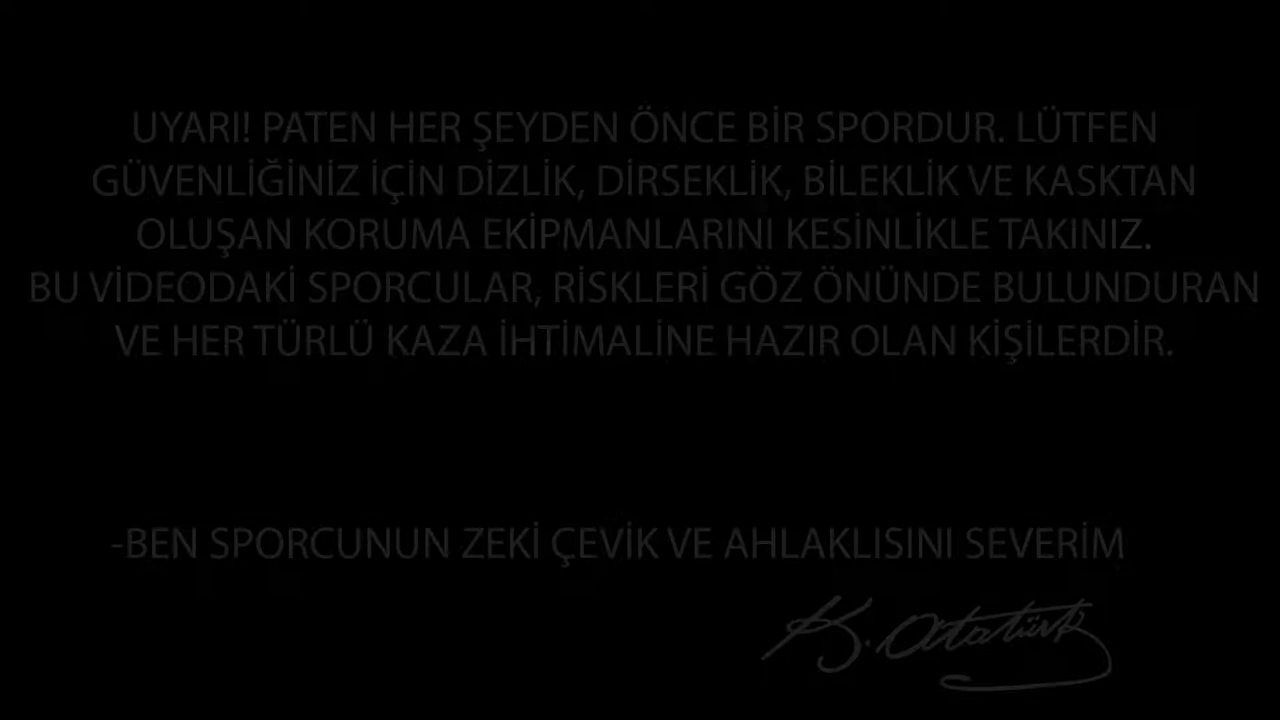 UYARI! PATEN HER ŞEYDEN ÖNCE BİR SPORDUR. LÜTFEN
GÜVENLİĞİNİZ İÇİN DİZLİK, DİRSEKLİK, BİLEKLİK VE KASKTAN
OLUŞAN KORUMA EKİPMANLARINI KESİNLİKLE TAKINIZ.
BU VİDEODAKİ SPORCULAR, RİSKLERİ GÖZ ÖNÜNDE BULUNDURAN
VE HER TÜRLÜ KAZA İHTİMALİNE HAZIR OLAN KİŞİLERDİR.
-BEN SPORCUNUN ZEKİ ÇEVİK VE AHLAKLISINI SEVERİM
K. Atatürk